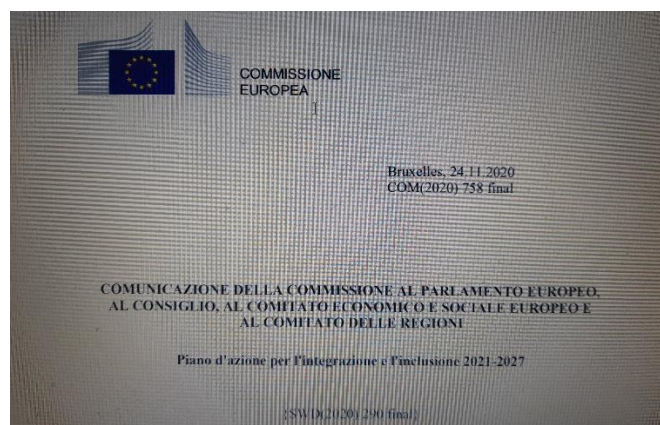 COMMISSIONE
EUROPEA
Bruxelles, 24.11.2020
COM(2020) 758 final
COMUNICAZIONE DELLA COMMISSIONE AL PARLAMENTO EUROPEO,
AL CONSIGLIO, AL COMITATO ECONOMICO E SOCIALE EUROPEO E
AL COMITATO DELLE REGIONI
Piano d'azione per l'integrazione e l'inclusione 2021-2027
{SWD(2020) 290 final}